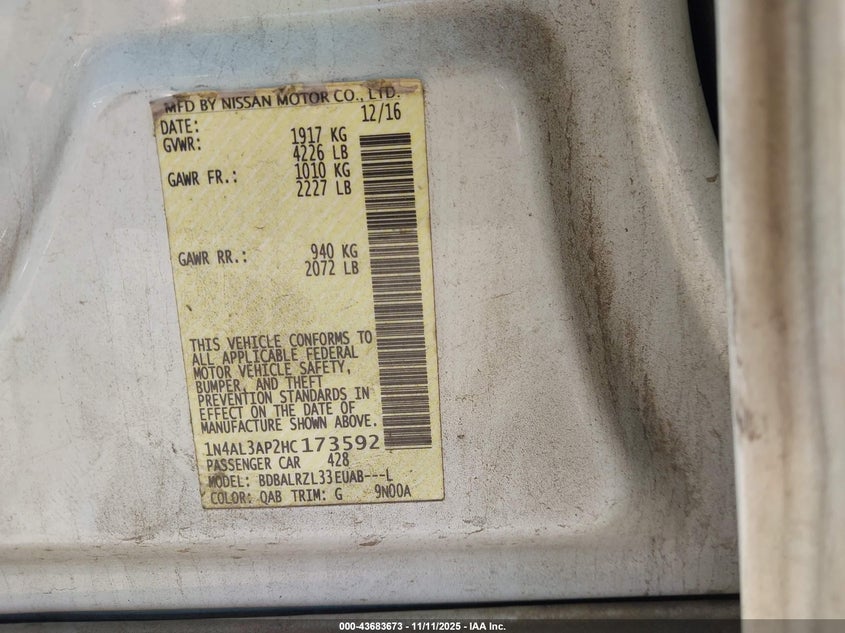 MFD BY NISSAN MOTOR CO., LTD.
DATE: 12/16
GVWR: 1917 KG
4226 LB
GAWR FR.: 1010 KG
2227 LB
GAWR RR.: 940 KG
2072 LB
THIS VEHICLE CONFORMS TO
ALL APPLICABLE FEDERAL
MOTOR VEHICLE SAFETY,
BUMPER, AND THEFT
PREVENTION STANDARDS IN
EFFECT ON THE DATE OF
MANUFACTURE SHOWN ABOVE.
1N4AL3AP2HC173592
PASSENGER CAR 428
MODEL: BDBALRZL33EUAB---L
COLOR: QAB TRIM: G 9N00A
000-43683673 - 11/11/2025 - IAA Inc.